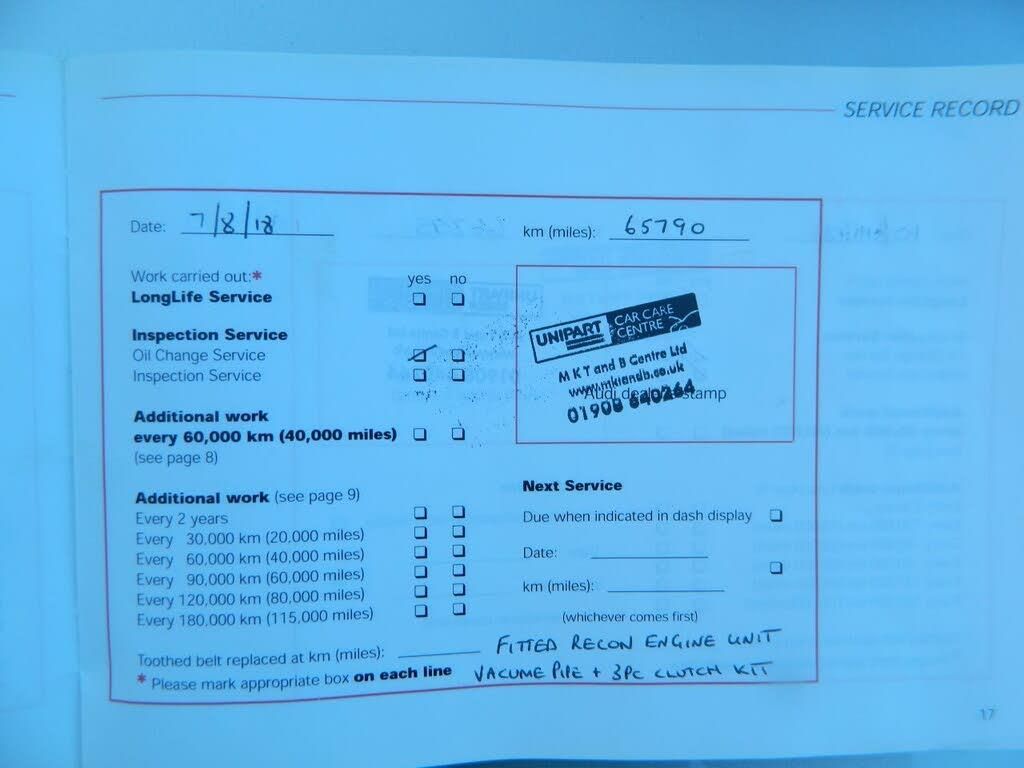 SERVICE RECORD
Date: 7/8/18
km (miles): 65790
Work carried out:* yes no
LongLife Service
Inspection Service
Oil Change Service
Inspection Service
Additional work
every 60,000 km (40,000 miles)
(see page 8)
Additional work (see page 9)
Every 2 years
Every 30,000 km (20,000 miles)
Every 60,000 km (40,000 miles)
Every 90,000 km (60,000 miles)
Every 120,000 km (80,000 miles)
Every 180,000 km (115,000 miles)
Toothed belt replaced at km (miles):
* Please mark appropriate box on each line
UNIPART CAR CARE
CENTRE
M K T and B Centre Ltd
www.mktandb.co.uk
Audi dealer stamp
01908 640264
Next Service
Due when indicated in dash display
Date:
km (miles):
(whichever comes first)
FITTED RECON ENGINE UNIT
VACUME PIPE + 3PC CLUTCH KIT
17